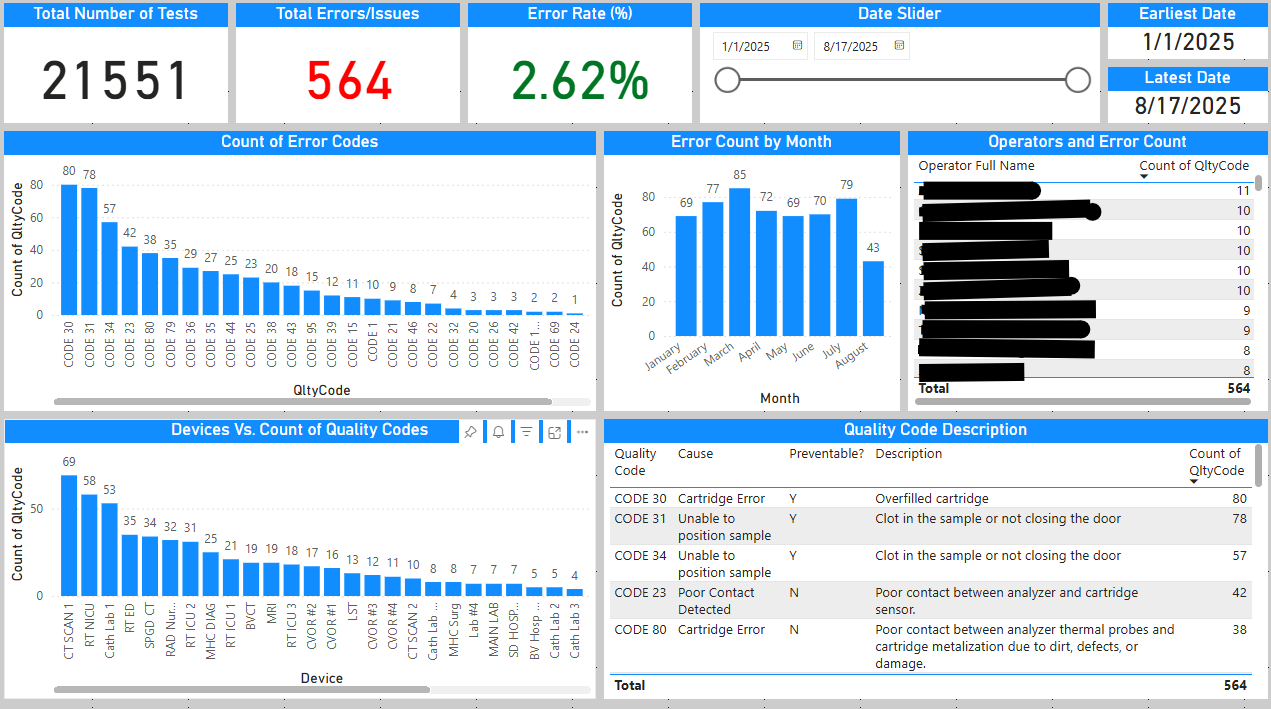 Total Number of Tests
21551
Total Errors/Issues
564
Error Rate (%)
2.62%
Date Slider
1/1/2025
8/17/2025
Earliest Date
1/1/2025
Latest Date
8/17/2025
Count of Error Codes
Count of QltyCode
80
60
40
20
0
80 78 57 42 38 35 29 27 25 23 20 18 15 12 11 10 9 8 7 4 3 3 3 2 2 1
CODE 30
CODE 31
CODE 34
CODE 23
CODE 80
CODE 79
CODE 36
CODE 35
CODE 44
CODE 25
CODE 38
CODE 43
CODE 95
CODE 39
CODE 15
CODE 1
CODE 21
CODE 46
CODE 22
CODE 32
CODE 20
CODE 26
CODE 42
CODE 1...
CODE 69
CODE 24
QltyCode
Error Count by Month
Count of QltyCode
80
60
40
20
0
69 77 85 72 69 70 79 43
January
February
March
April
May
June
July
August
Month
Operators and Error Count
Operator Full Name Count of QltyCode
11
10
10
10
10
10
9
9
8
8
Total 564
Devices Vs. Count of Quality Codes
Count of QltyCode
50
0
69 58 53 35 34 32 31 25 21 19 19 18 17 16 13 12 11 10 8 8 7 7 7 5 5 4
CT SCAN 1
RT NICU
Cath Lab 1
RT ED
SPGD CT
RAD Nur...
RT ICU 2
MHC DIAG
RT ICU 1
BVCT
MRI
RT ICU 3
CVOR #2
CVOR #1
LST
CVOR #3
CVOR #4
CT SCAN 2
Cath Lab ...
MHC Surg
Lab #4
MAIN LAB
SD HOSP...
BV Hosp ...
Cath Lab 2
Cath Lab 3
Device
Quality Code Description
Quality Code Cause Preventable? Description Count of QltyCode
CODE 30 Cartridge Error Y Overfilled cartridge 80
CODE 31 Unable to Y Clot in the sample or not closing the door 78
position sample
CODE 34 Unable to Y Clot in the sample or not closing the door 57
position sample
CODE 23 Poor Contact N Poor contact between analyzer and cartridge 42
Detected sensor.
CODE 80 Cartridge Error N Poor contact between analyzer thermal probes and 38
cartridge metalization due to dirt, defects, or
damage.
Total 564